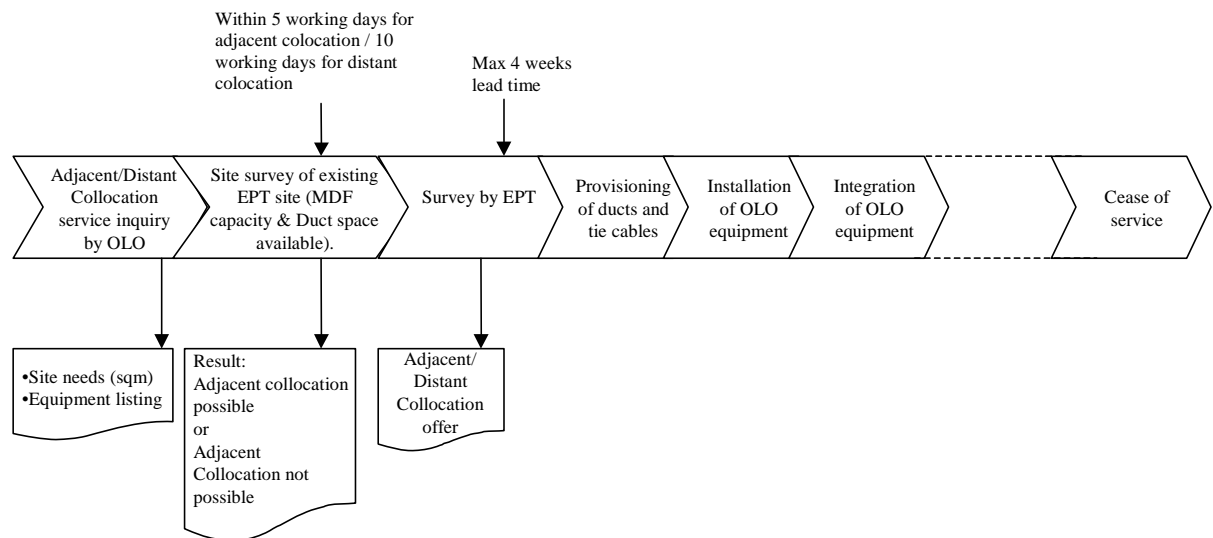 Within 5 working days for
adjacent colocation / 10
working days for distant
colocation
Max 4 weeks
lead time
Adjacent/Distant
Collocation
service inquiry
by OLO
Site survey of existing
EPT site (MDF
capacity & Duct space
available).
Survey by EPT
Provisioning
of ducts and
tie cables
Installation
of OLO
equipment
Integration
of OLO
equipment
Cease of
service
•Site needs (sqm)
•Equipment listing
Result:
Adjacent collocation
possible
or
Adjacent
Collocation not
possible
Adjacent/
Distant
Collocation
offer